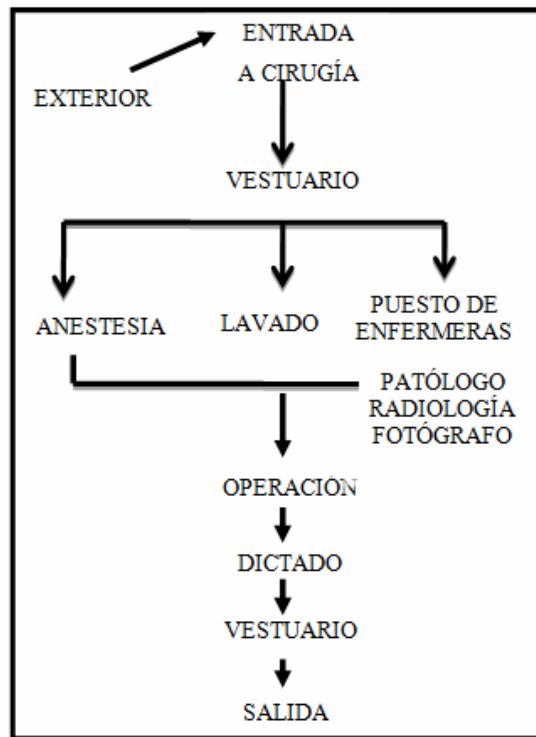 ENTRADA
A CIRUGÍA
EXTERIOR
VESTUARIO
ANESTESIA
LAVADO
PUESTO DE
ENFERMERAS
PATÓLOGO
RADIOLOGÍA
FOTÓGRAFO
OPERACIÓN
DICTADO
VESTUARIO
SALIDA